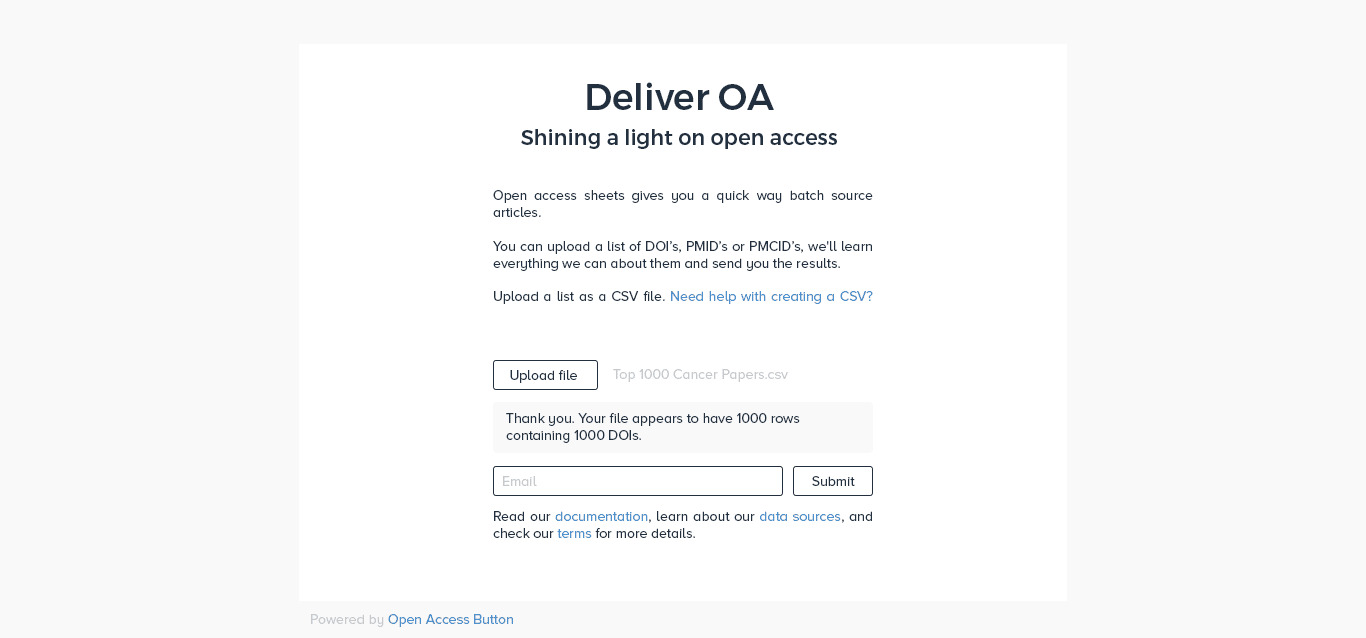 Deliver OA
Shining a light on open access
Open access sheets gives you a quick way batch source
articles.
You can upload a list of DOI's, PMID's or PMCID's, we'll learn
everything we can about them and send you the results.
Upload a list as a CSV file. Need help with creating a CSV?
Upload file Top 1000 Cancer Papers.csv
Thank you. Your file appears to have 1000 rows
containing 1000 DOIs.
Email Submit
Read our documentation, learn about our data sources, and
check our terms for more details.
Powered by Open Access Button